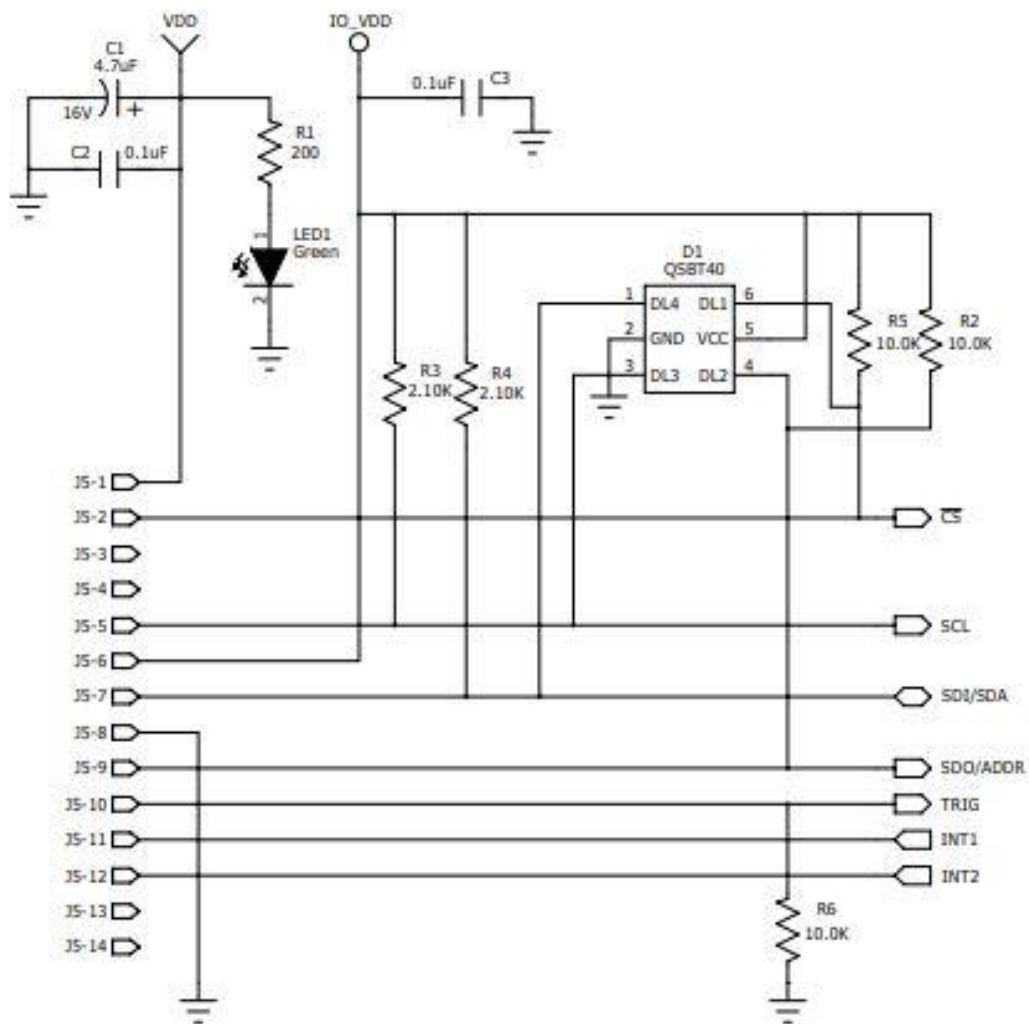 VDD
IO_VDD
C1
4.7uF
16V
+
C2
0.1uF
R1
200
0.1uF
C3
1
LED1
Green
2
D1
QSBT40
1
DL4
DL1
6
2
GND
VCC
5
3
DL3
DL2
4
R5
10.0K
R2
10.0K
R3
2.10K
R4
2.10K
J5-1
J5-2
CS
J5-3
J5-4
J5-5
SCL
J5-6
J5-7
SDI/SDA
J5-8
J5-9
SDO/ADDR
J5-10
TRIG
J5-11
INT1
J5-12
INT2
J5-13
J5-14
R6
10.0K